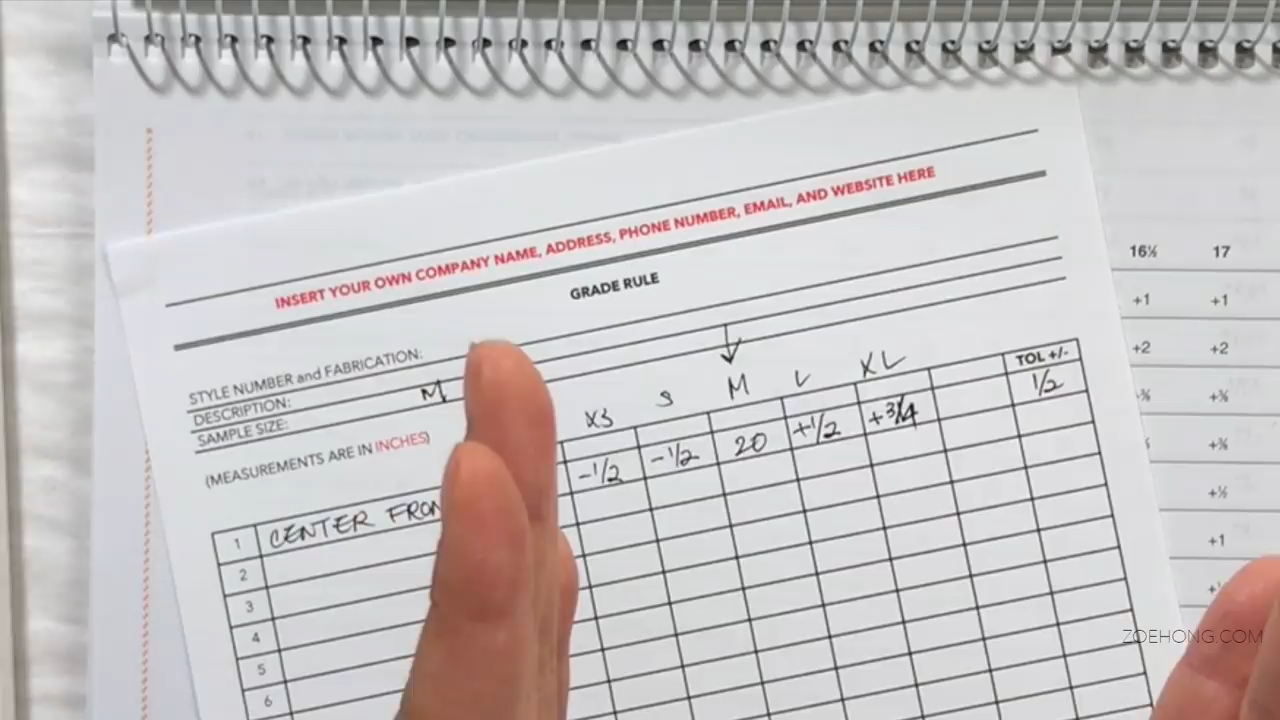 INSERT YOUR OWN COMPANY NAME, ADDRESS, PHONE NUMBER, EMAIL, AND WEBSITE HERE
GRADE RULE
STYLE NUMBER and FABRICATION:
DESCRIPTION:
SAMPLE SIZE: M
(MEASUREMENTS ARE IN INCHES)
XS S M L XL TOL +/-
1 CENTER -1/2 -1/2 20 +1/2 +3/4 1/2
2
3
4
5
6
16½ 17
+1 +1
+2 +2
+1
ZOEHONG.COM